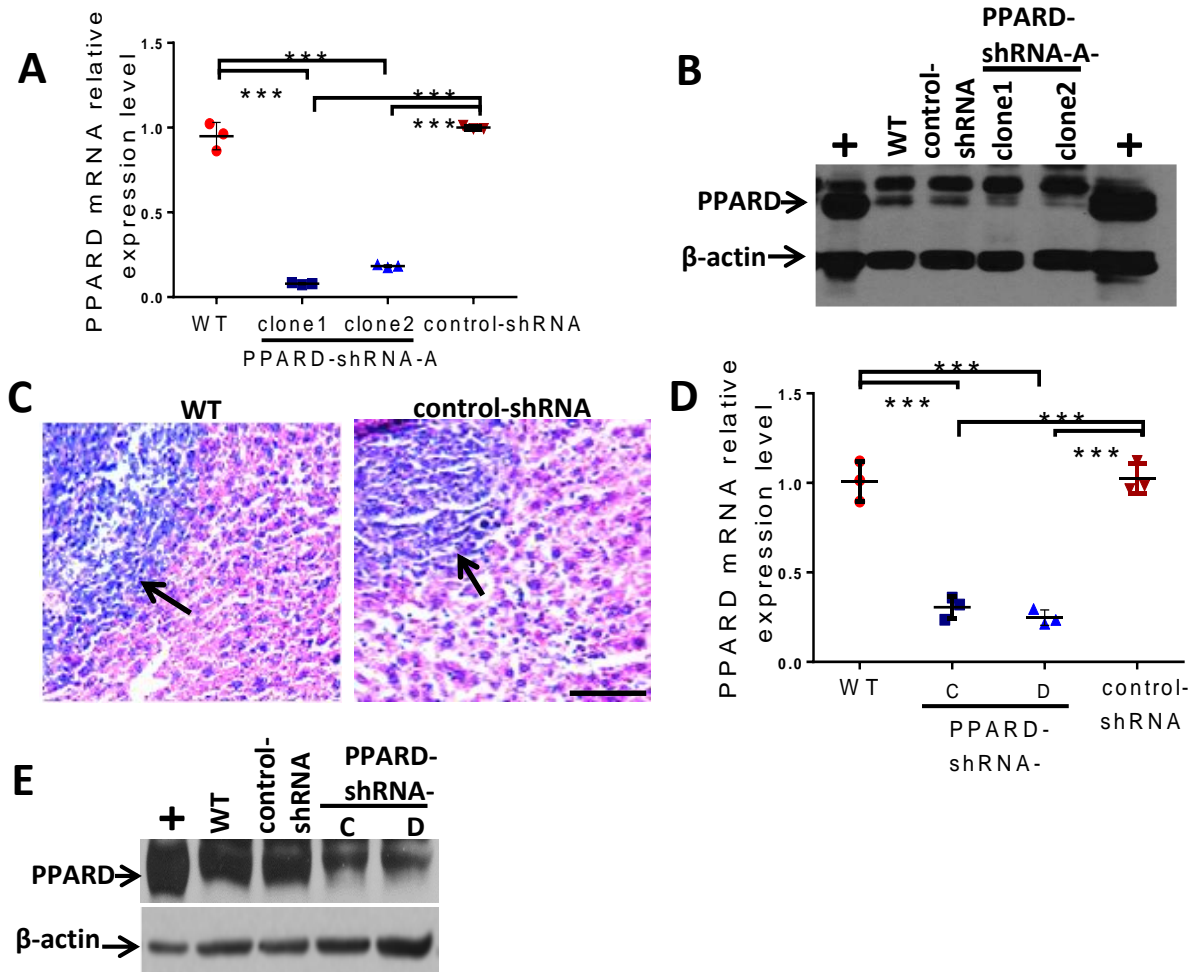 A
PPARD mRNA relative
expression level
1.5
1.0
0.5
0.0
***
***
***
***
WT
clone1
clone2
control-shRNA
PPARD-shRNA-A
B
PPARD-
shRNA-A-
+
WT
control-
shRNA
clone1
clone2
+
PPARD
β-actin
C
WT
control-shRNA
D
PPARD mRNA relative
expression level
1.5
1.0
0.5
0.0
***
***
***
***
WT
C
D
control-
shRNA
PPARD-
shRNA-
E
PPARD-
shRNA-
+
WT
control-
shRNA
C
D
PPARD
β-actin